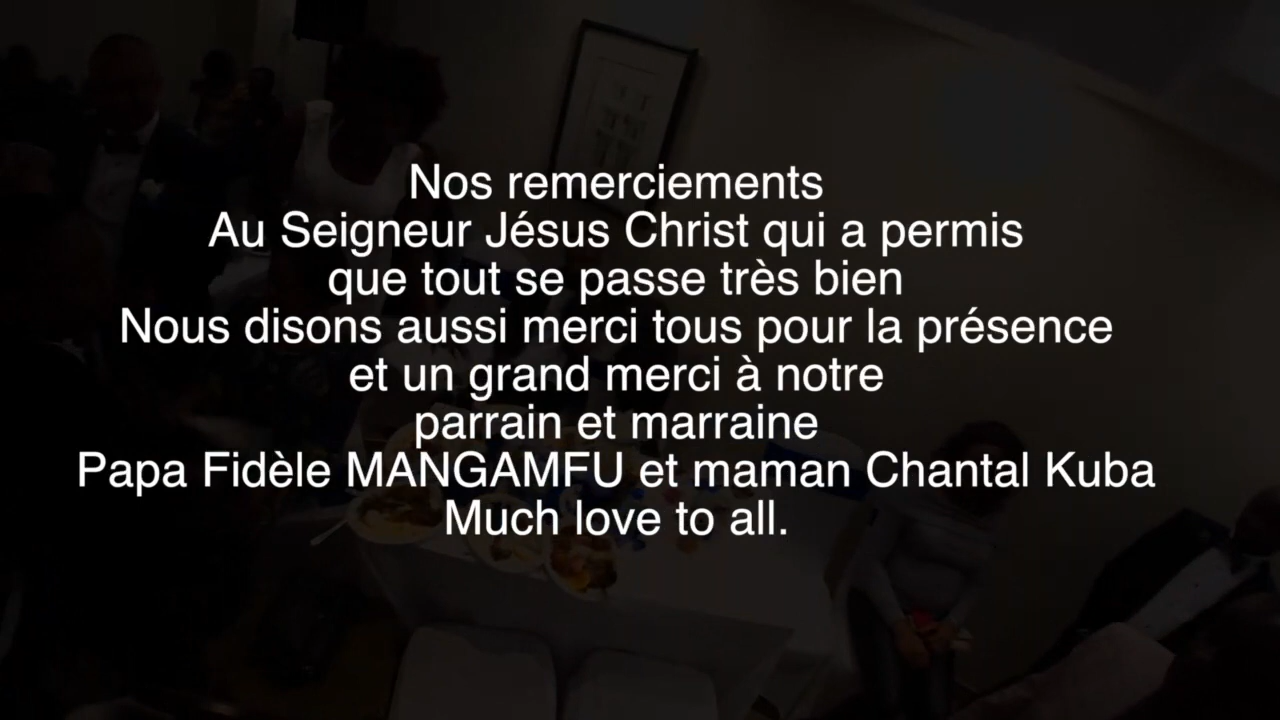 Nos remerciements
Au Seigneur Jésus Christ qui a permis
que tout se passe très bien
Nous disons aussi merci tous pour la présence
et un grand merci à notre
parrain et marraine
Papa Fidèle MANGAMFU et maman Chantal Kuba
Much love to all.